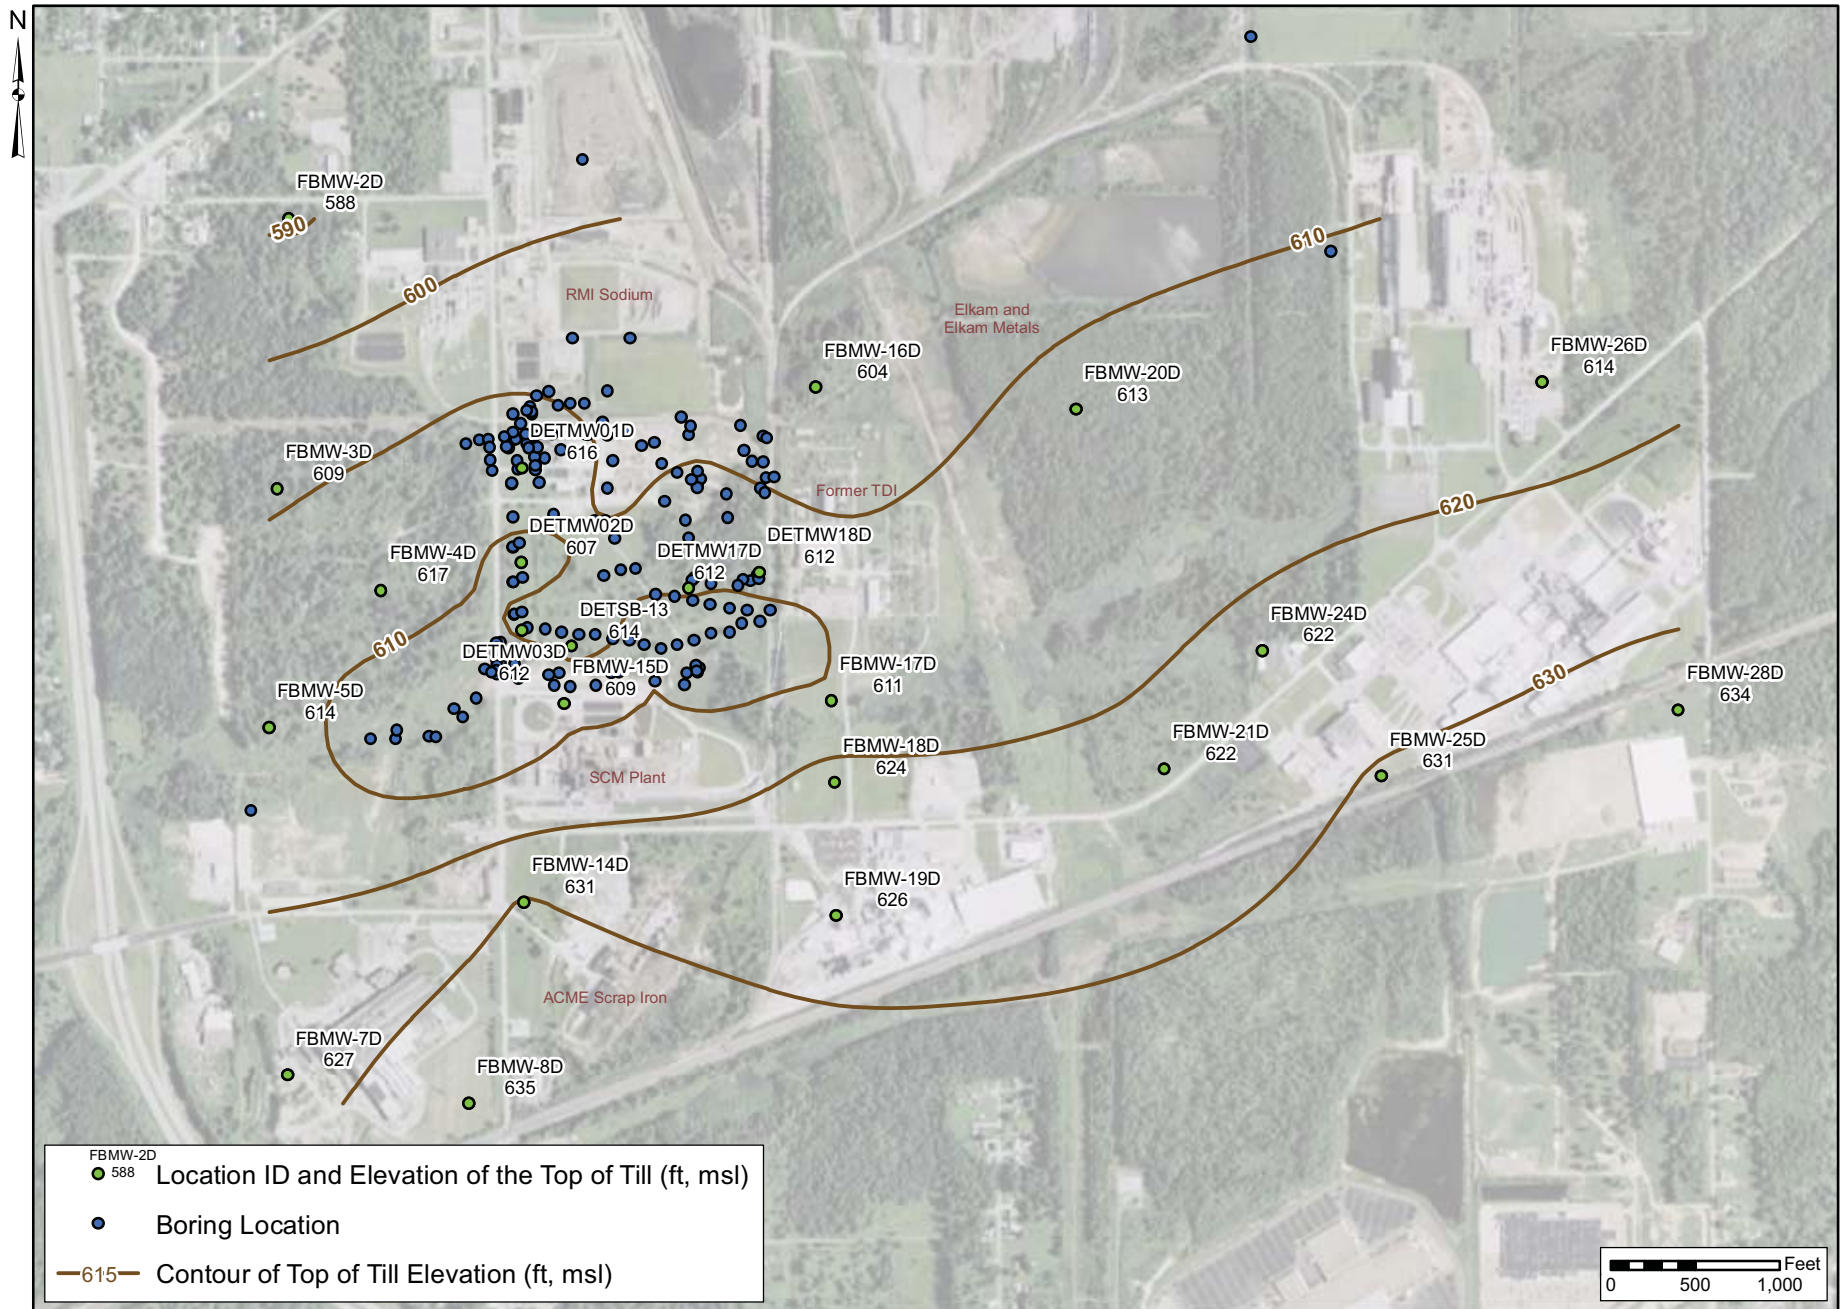 N
FBMW-2D
588
590
600
610
RMI Sodium
Elkam and
Elkam Metals
FBMW-16D
604
FBMW-20D
613
FBMW-26D
614
DETMW01D
616
FBMW-3D
609
Former TDI
620
DETMW02D
607
DETMW18D
612
DETMW17D
612
FBMW-4D
617
DETSB-13
614
610
FBMW-24D
622
DETMW03D
612
FBMW-15D
609
FBMW-17D
611
630
FBMW-28D
634
FBMW-5D
614
FBMW-21D
622
FBMW-18D
624
FBMW-25D
631
SCM Plant
FBMW-14D
631
FBMW-19D
626
ACME Scrap Iron
FBMW-7D
627
FBMW-8D
635
FBMW-2D
588
Location ID and Elevation of the Top of Till (ft, msl)
Boring Location
615
Contour of Top of Till Elevation (ft, msl)
Feet
0 500 1,000